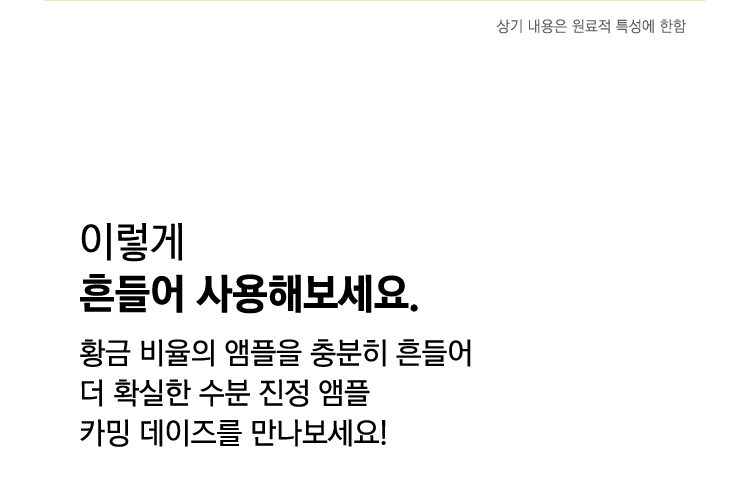 상기 내용은 원료적 특성에 한함
이렇게
흔들어 사용해보세요.
황금 비율의 앰플을 충분히 흔들어
더 확실한 수분 진정 앰플
카밍 데이즈를 만나보세요!